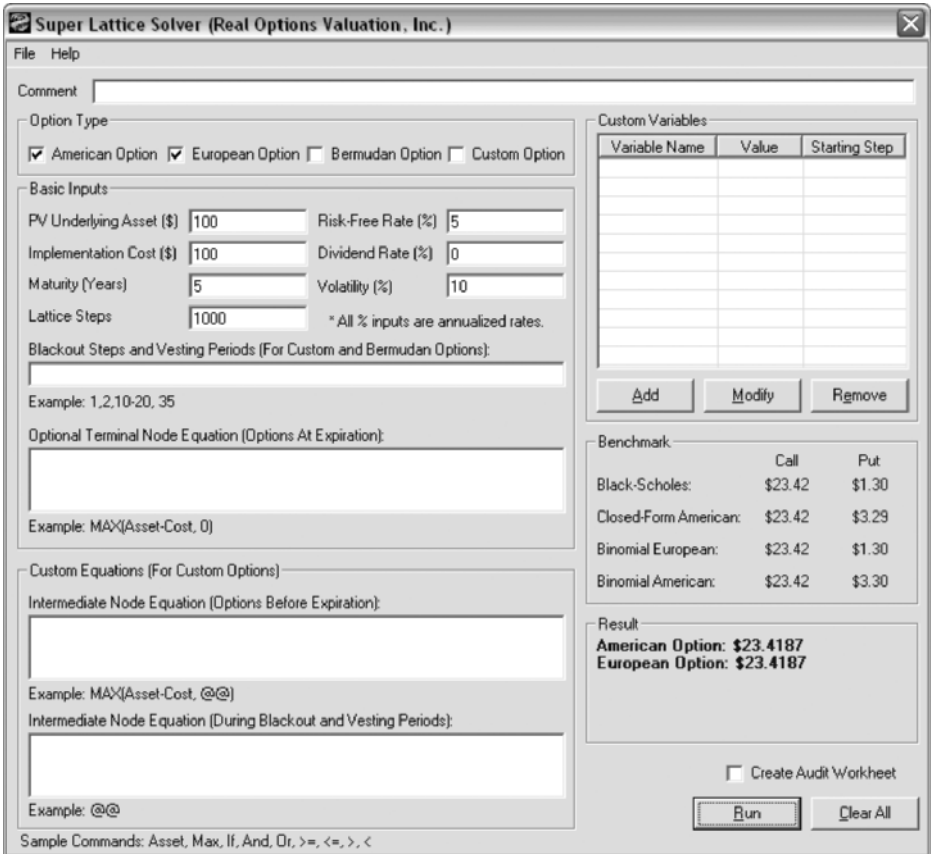 Super Lattice Solver (Real Options Valuation, Inc.)
File Help
Comment
Option Type
American Option European Option Bermudan Option Custom Option
Basic Inputs
PV Underlying Asset ($) 100 Risk-Free Rate (%) 5
Implementation Cost ($) 100 Dividend Rate (%) 0
Maturity (Years) 5 Volatility (%) 10
Lattice Steps 1000 * All % inputs are annualized rates.
Blackout Steps and Vesting Periods (For Custom and Bermudan Options):
Example: 1,2,10-20, 35
Optional Terminal Node Equation (Options At Expiration):
Example: MAX(Asset-Cost, 0)
Custom Equations (For Custom Options)
Intermediate Node Equation (Options Before Expiration):
Example: MAX(Asset-Cost, @@)
Intermediate Node Equation (During Blackout and Vesting Periods):
Example: @@
Sample Commands: Asset, Max, If, And, Or, >=, <=, >, <
Custom Variables
Variable Name Value Starting Step
Add Modify Remove
Benchmark
Call Put
Black-Scholes: $23.42 $1.30
Closed-Form American: $23.42 $3.29
Binomial European: $23.42 $1.30
Binomial American: $23.42 $3.30
Result
American Option: $23.4187
European Option: $23.4187
Create Audit Workheet
Run Clear All